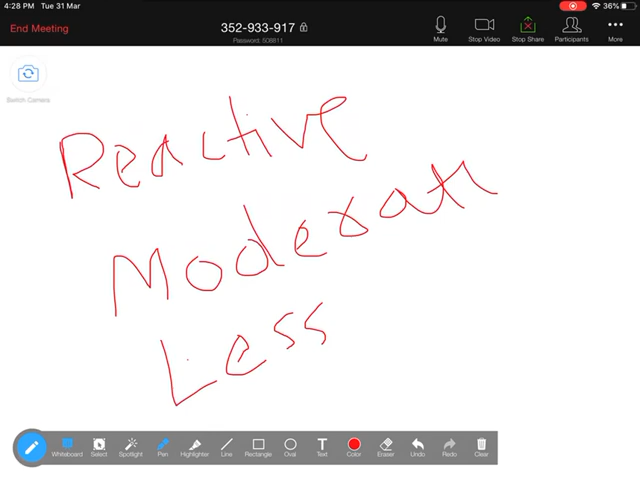 4:28 PM Tue 31 Mar 36%
End Meeting 352-933-917 Mute Stop Video Stop Share Participants More
Password:
Switch Camera
Reactive
Moderate
Less
Whiteboard Select Spotlight Pen Highlighter Line Rectangle Oval Text Color Eraser Undo Redo Clear